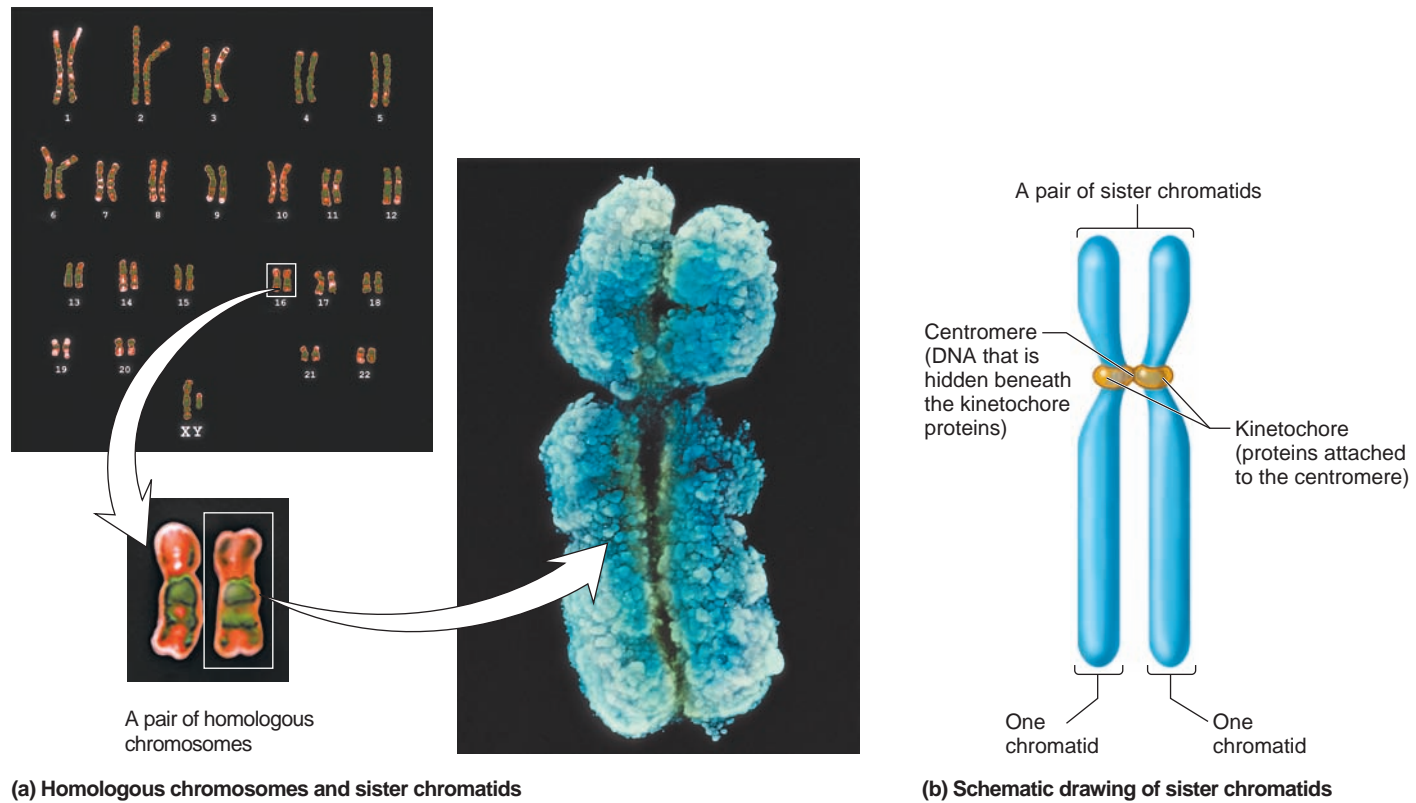 1
2
3
4
5
6
7
8
9
10
11
12
13
14
15
16
17
18
19
20
21
22
XY
A pair of homologous
chromosomes
(a) Homologous chromosomes and sister chromatids
A pair of sister chromatids
Centromere
(DNA that is
hidden beneath
the kinetochore
proteins)
Kinetochore
(proteins attached
to the centromere)
One
chromatid
One
chromatid
(b) Schematic drawing of sister chromatids